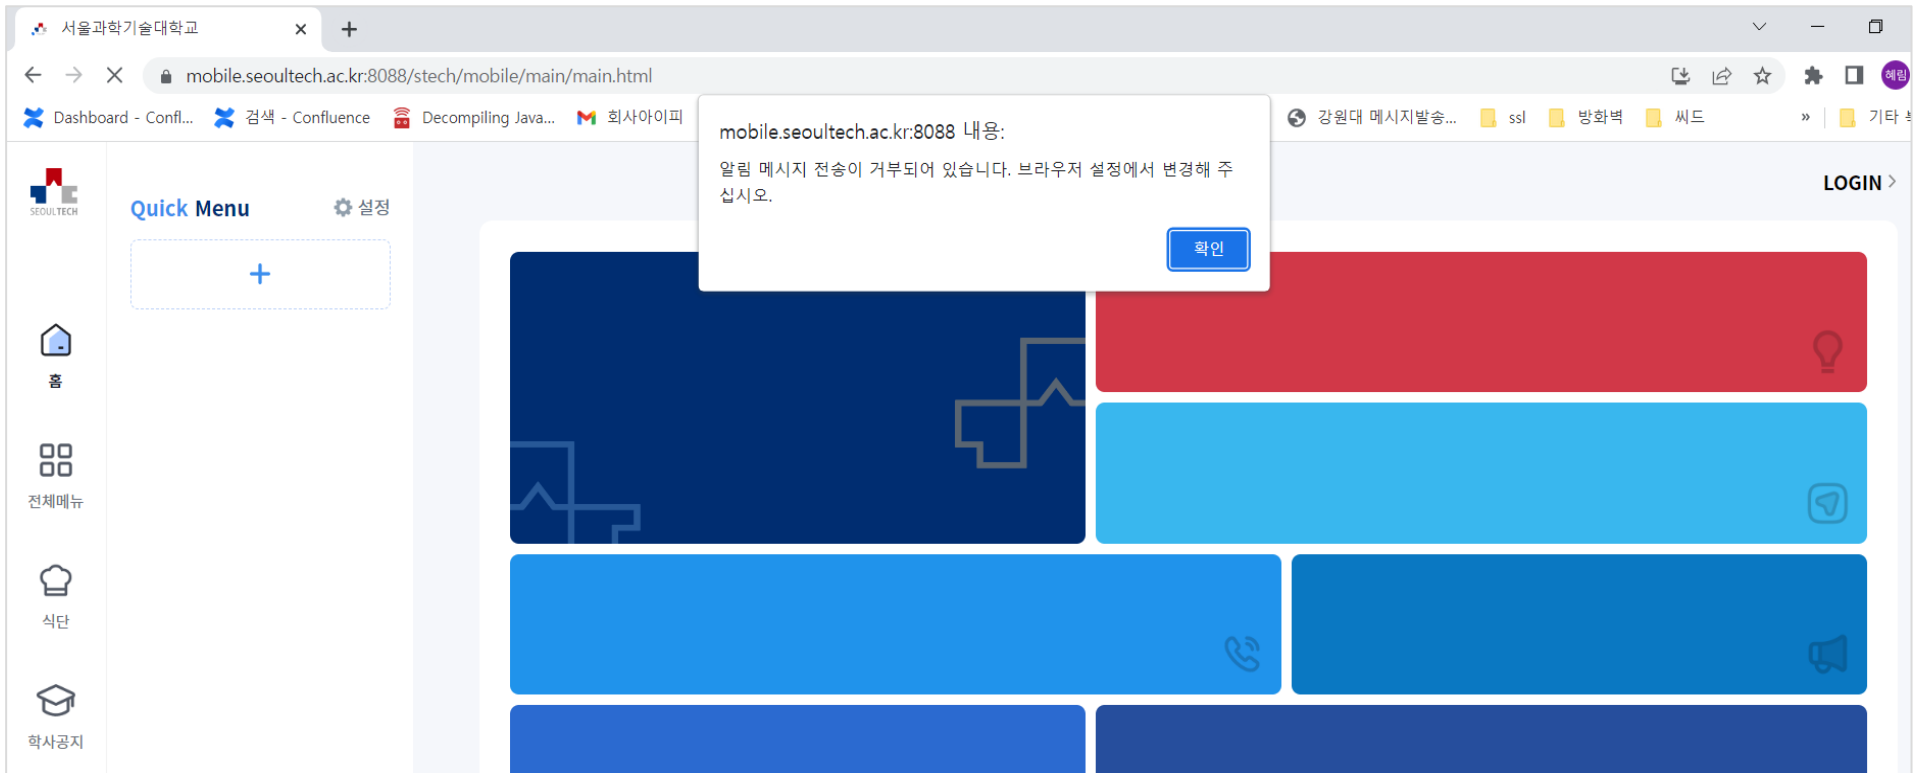 서울과학기술대학교
mobile.seoultech.ac.kr:8088/stech/mobile/main/main.html
혜림
Dashboard - Confl...
검색 - Confluence
Decompiling Java...
회사아이피
강원대 메시지발송...
ssl
방화벽
씨드
»
기타
mobile.seoultech.ac.kr:8088 내용:
알림 메시지 전송이 거부되어 있습니다. 브라우저 설정에서 변경해 주
십시오.
확인
SEOULTECH
Quick Menu
설정
LOGIN
홈
전체메뉴
식단
학사공지